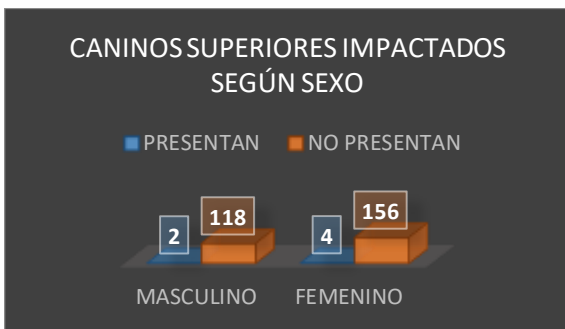 CANINOS SUPERIORES IMPACTADOS
SEGÚN SEXO
PRESENTAN NO PRESENTAN
2 118 4 156
MASCULINO FEMENINO